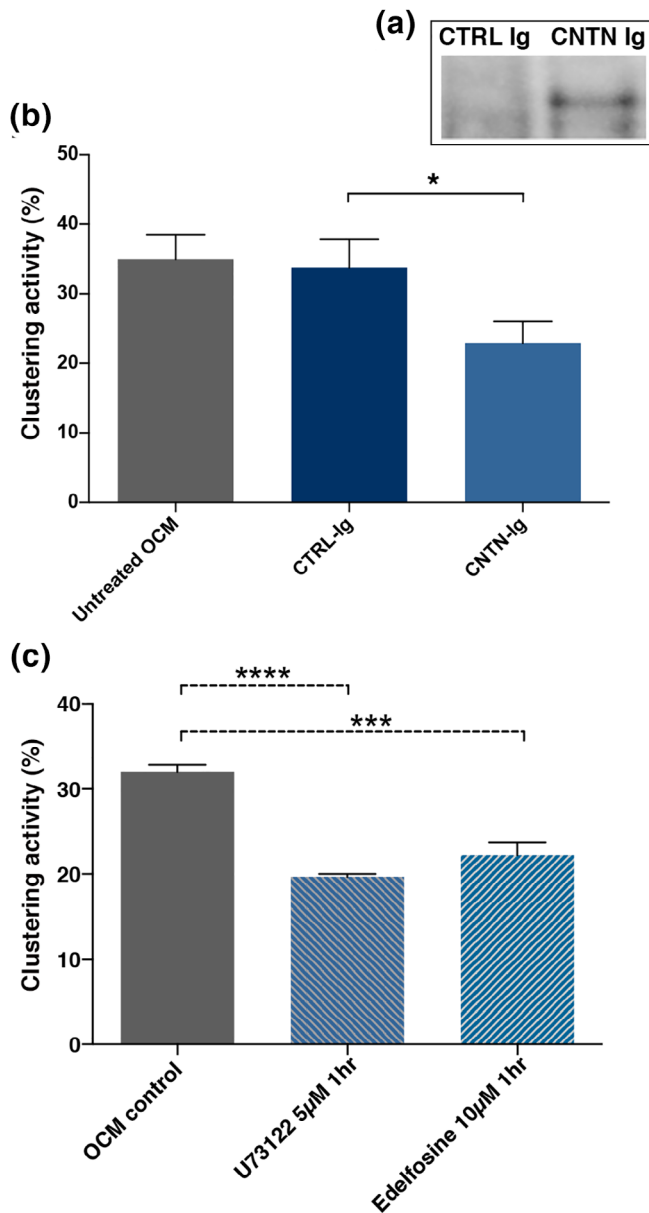 (a)
CTRL Ig CNTN Ig
(b)
Clustering activity (%)
50
40
30
20
10
0
*
Untreated OCM
CTRL-Ig
CNTN-Ig
(c)
Clustering activity (%)
40
30
20
10
0
****
***
OCM control
U73122 5µM 1hr
Edelfosine 10µM 1hr